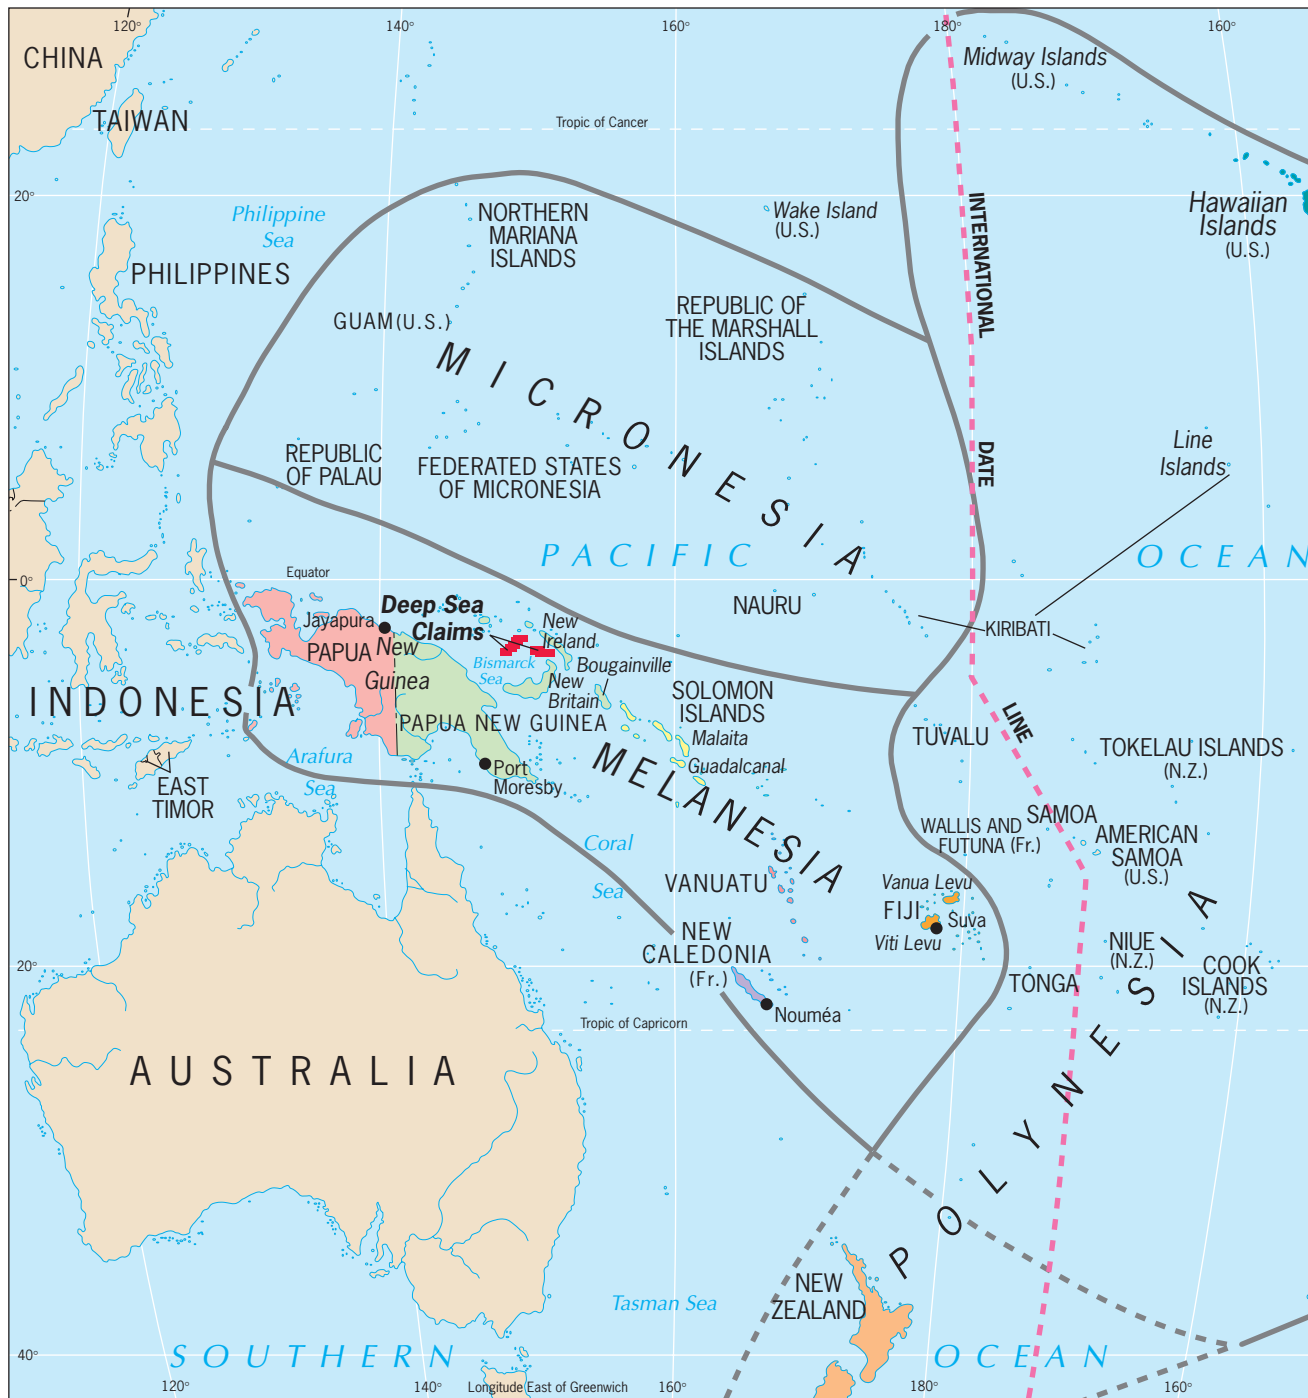 120°
140°
160°
180°
160°
CHINA
Midway Islands
(U.S.)
TAIWAN
Tropic of Cancer
20°
Philippine
Sea
NORTHERN
MARIANA
ISLANDS
Wake Island
(U.S.)
INTERNATIONAL
DATE
LINE
Hawaiian
Islands
(U.S.)
PHILIPPINES
GUAM (U.S.)
REPUBLIC OF
THE MARSHALL
ISLANDS
MICRONESIA
Line
Islands
REPUBLIC
OF PALAU
FEDERATED STATES
OF MICRONESIA
PACIFIC
OCEAN
0°
Equator
NAURU
KIRIBATI
Deep Sea
Claims
Jayapura
New
Ireland
PAPUA
New
Guinea
Bismarck
Sea
Bougainville
New
Britain
INDONESIA
SOLOMON
ISLANDS
PAPUA NEW GUINEA
Malaita
TUVALU
TOKELAU ISLANDS
(N.Z.)
Arafura
Sea
Guadalcanal
Port
Moresby
EAST
TIMOR
MELANESIA
WALLIS AND
FUTUNA (Fr.)
SAMOA
AMERICAN
SAMOA
(U.S.)
Coral
Sea
VANUATU
Vanua Levu
FIJI
Suva
Viti Levu
NEW
CALEDONIA
(Fr.)
NIUE
(N.Z.)
COOK
ISLANDS
(N.Z.)
20°
TONGA
Nouméa
Tropic of Capricorn
AUSTRALIA
POLYNESIA
NEW
ZEALAND
Tasman Sea
SOUTHERN
OCEAN
40°
120°
140°
Longitude East of Greenwich
160°
180°
160°